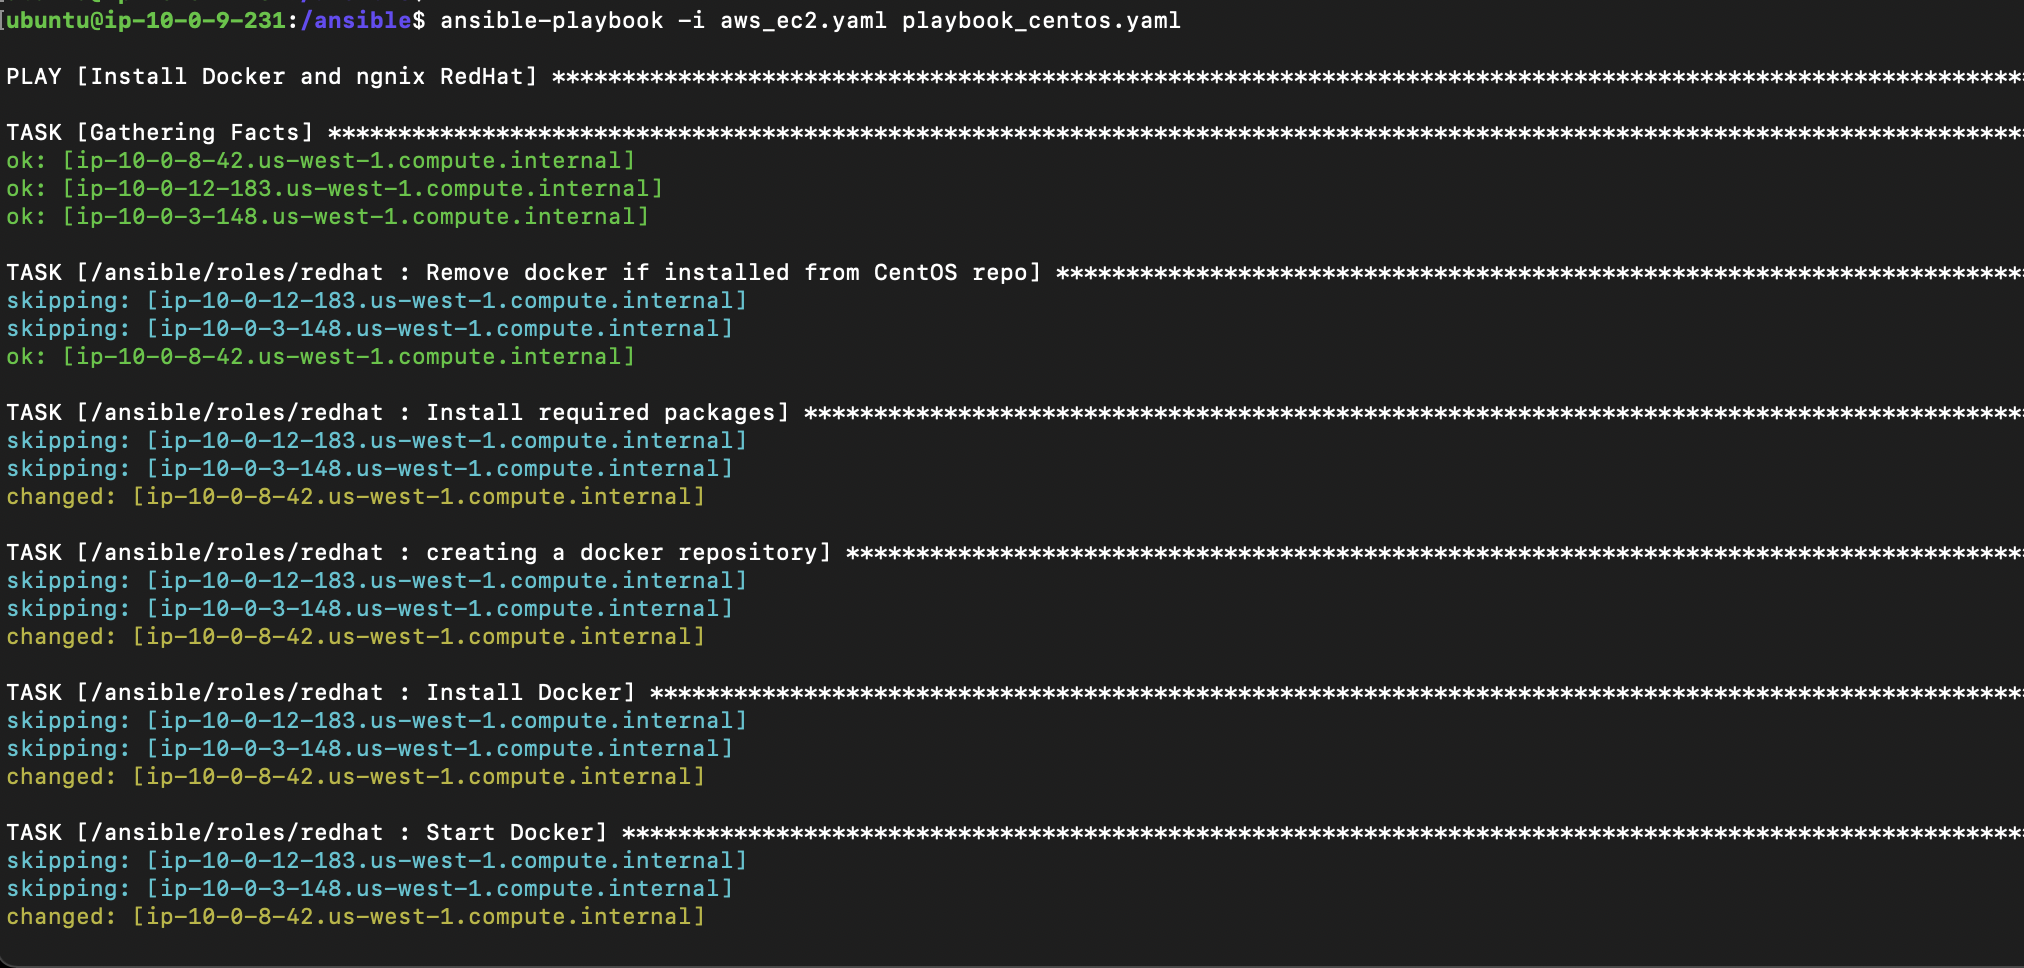 ubuntu@ip-10-0-9-231:/ansible$ ansible-playbook -i aws_ec2.yaml playbook_centos.yaml
PLAY [Install Docker and ngnix RedHat] *********************************************************************************************************
TASK [Gathering Facts] *************************************************************************************************************************
ok: [ip-10-0-8-42.us-west-1.compute.internal]
ok: [ip-10-0-12-183.us-west-1.compute.internal]
ok: [ip-10-0-3-148.us-west-1.compute.internal]
TASK [/ansible/roles/redhat : Remove docker if installed from CentOS repo] *********************************************************************
skipping: [ip-10-0-12-183.us-west-1.compute.internal]
skipping: [ip-10-0-3-148.us-west-1.compute.internal]
ok: [ip-10-0-8-42.us-west-1.compute.internal]
TASK [/ansible/roles/redhat : Install required packages] ***************************************************************************************
skipping: [ip-10-0-12-183.us-west-1.compute.internal]
skipping: [ip-10-0-3-148.us-west-1.compute.internal]
changed: [ip-10-0-8-42.us-west-1.compute.internal]
TASK [/ansible/roles/redhat : creating a docker repository] ************************************************************************************
skipping: [ip-10-0-12-183.us-west-1.compute.internal]
skipping: [ip-10-0-3-148.us-west-1.compute.internal]
changed: [ip-10-0-8-42.us-west-1.compute.internal]
TASK [/ansible/roles/redhat : Install Docker] **************************************************************************************************
skipping: [ip-10-0-12-183.us-west-1.compute.internal]
skipping: [ip-10-0-3-148.us-west-1.compute.internal]
changed: [ip-10-0-8-42.us-west-1.compute.internal]
TASK [/ansible/roles/redhat : Start Docker] ****************************************************************************************************
skipping: [ip-10-0-12-183.us-west-1.compute.internal]
skipping: [ip-10-0-3-148.us-west-1.compute.internal]
changed: [ip-10-0-8-42.us-west-1.compute.internal]